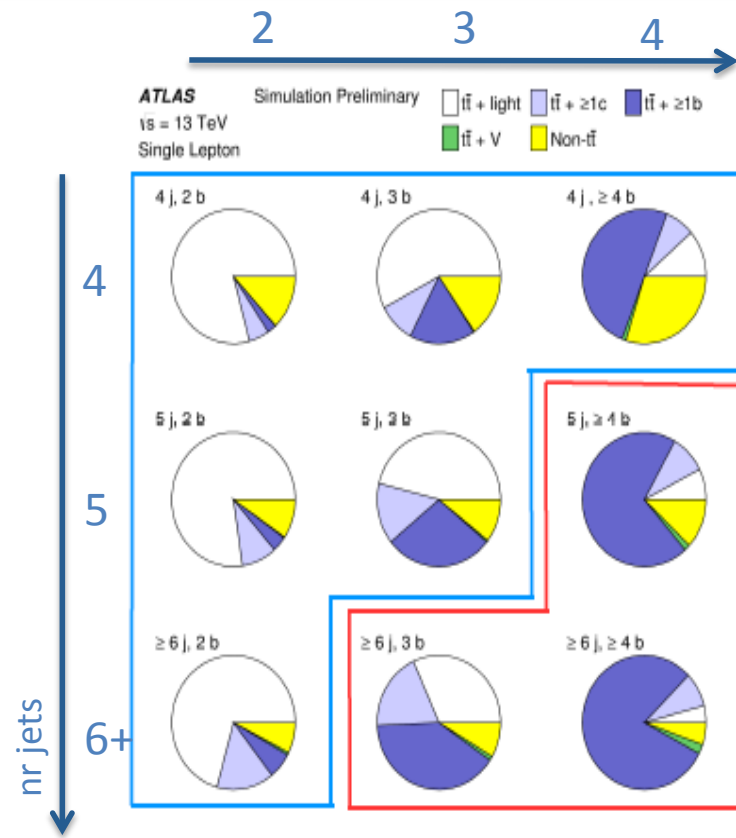 2 3 4
ATLAS Simulation Preliminary
√s = 13 TeV
Single Lepton
tt̄ + light tt̄ + ≥1c tt̄ + ≥1b
tt̄ + V Non-tt̄
4 j, 2 b 4 j, 3 b 4 j , ≥ 4 b
4
5 j, 2 b 5 j, 3 b 5 j, ≥ 4 b
5
≥ 6 j, 2 b ≥ 6 j, 3 b ≥ 6 j, ≥ 4 b
6+
nr jets